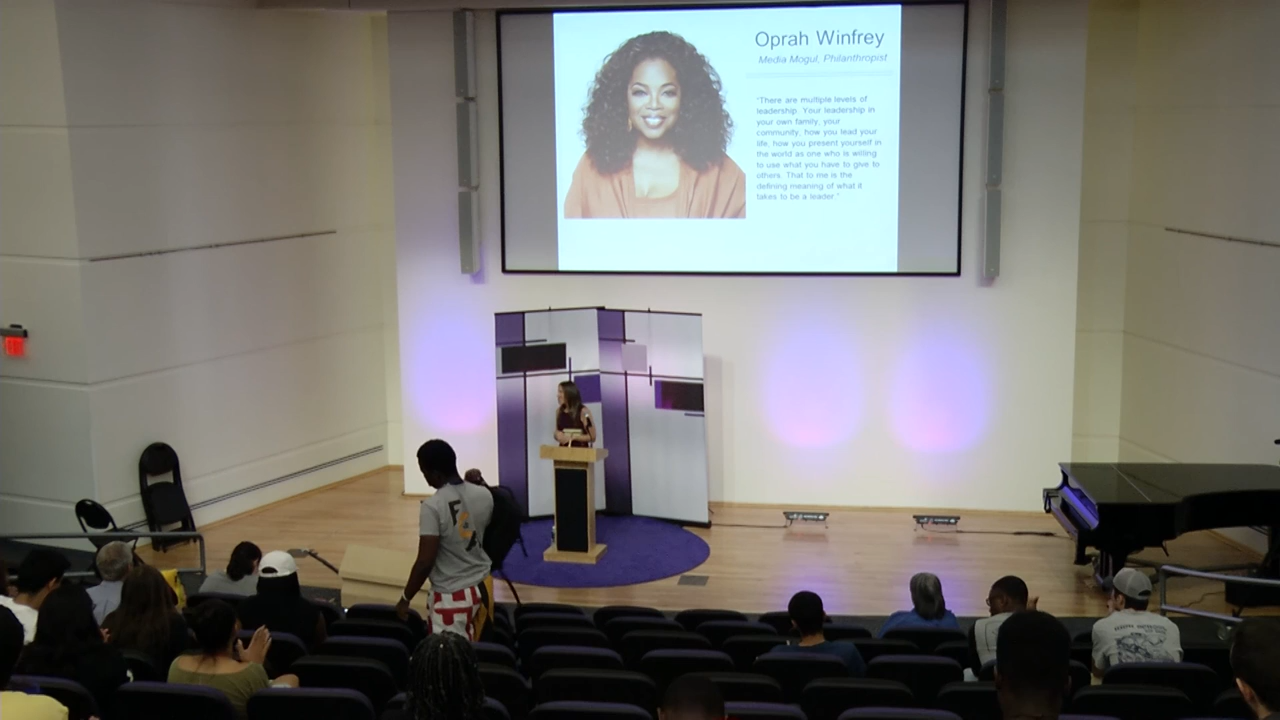 Oprah Winfrey
Media Mogul, Philanthropist
"There are multiple levels of
leadership. Your leadership in
your own family, your
community, how you lead your
life, how you present yourself in
the world as one who is willing
to use what you have to give to
others. That to me is the
defining meaning of what it
takes to be a leader."